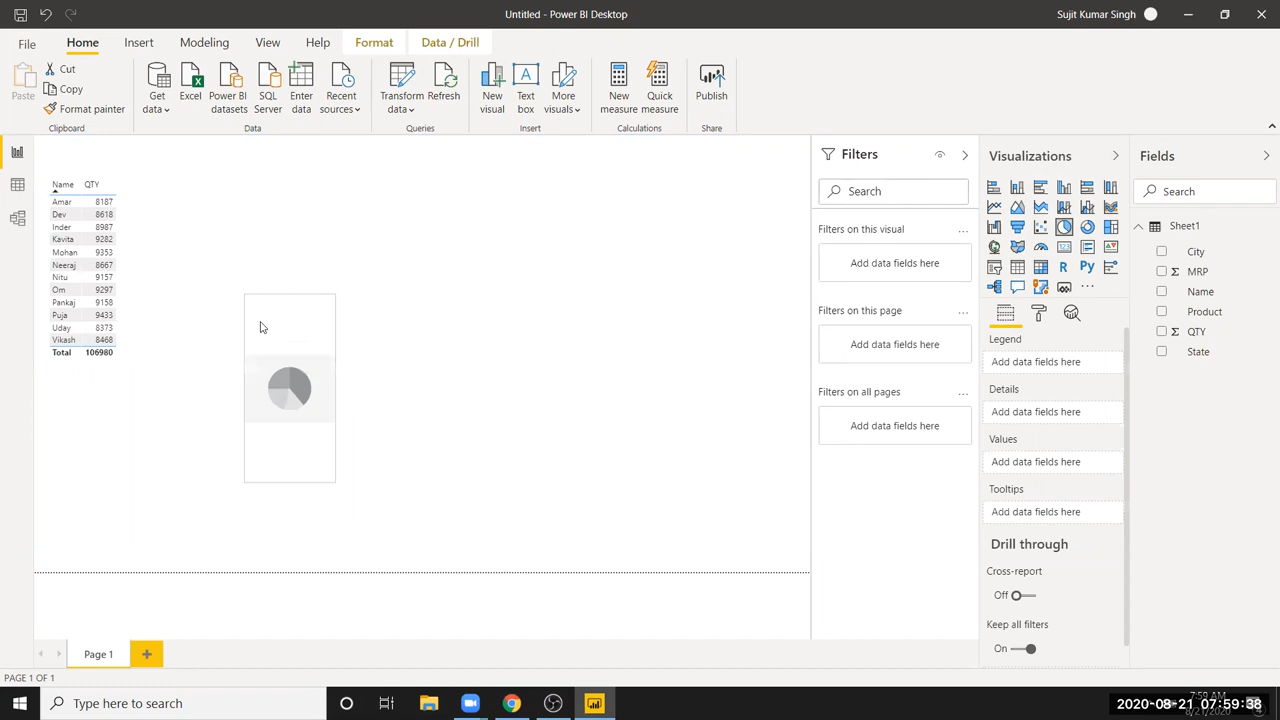 Untitled - Power BI Desktop
Sujit Kumar Singh
File
Home
Insert
Modeling
View
Help
Format
Data / Drill
Paste
Cut
Copy
Format painter
Clipboard
Get data
Excel
Power BI datasets
SQL Server
Enter data
Recent sources
Data
Transform data
Refresh
Queries
New visual
Text box
More visuals
Insert
New measure
Quick measure
Calculations
Publish
Share
Name QTY
Amar 8187
Dev 8618
Inder 8987
Kavita 9282
Mohan 9353
Neeraj 8667
Nitu 9157
Om 9297
Pankaj 9158
Puja 9433
Uday 8373
Vikash 8468
Total 106980
Filters
Search
Filters on this visual ...
Add data fields here
Filters on this page ...
Add data fields here
Filters on all pages ...
Add data fields here
Visualizations
R
Py
...
Legend
Add data fields here
Details
Add data fields here
Values
Add data fields here
Tooltips
Add data fields here
Drill through
Cross-report
Off
Keep all filters
On
Fields
Search
Sheet1
City
Σ MRP
Name
Product
Σ QTY
State
Page 1
PAGE 1 OF 1
Type here to search
7:59 AM
2020-08-21 07:59:38
8/21/2020